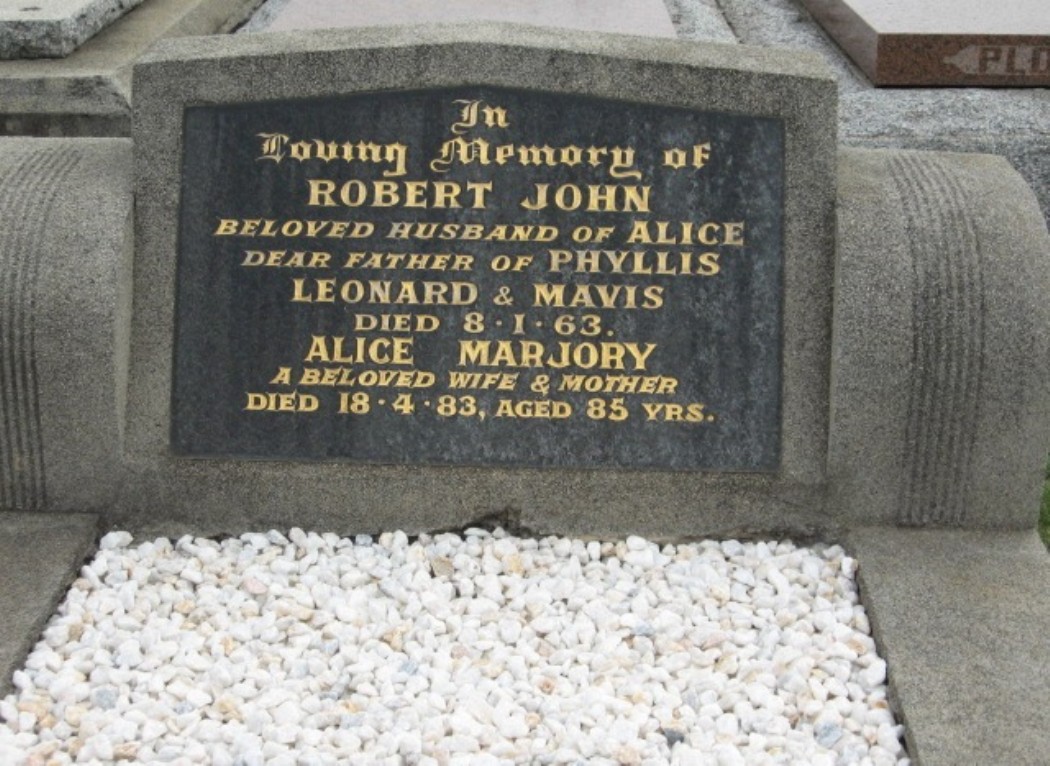 In
Loving Memory of
ROBERT JOHN
BELOVED HUSBAND OF ALICE
DEAR FATHER OF PHYLLIS
LEONARD & MAVIS
DIED 8·1·63.
ALICE MARJORY
A BELOVED WIFE & MOTHER
DIED 18·4·83, AGED 85 YRS.